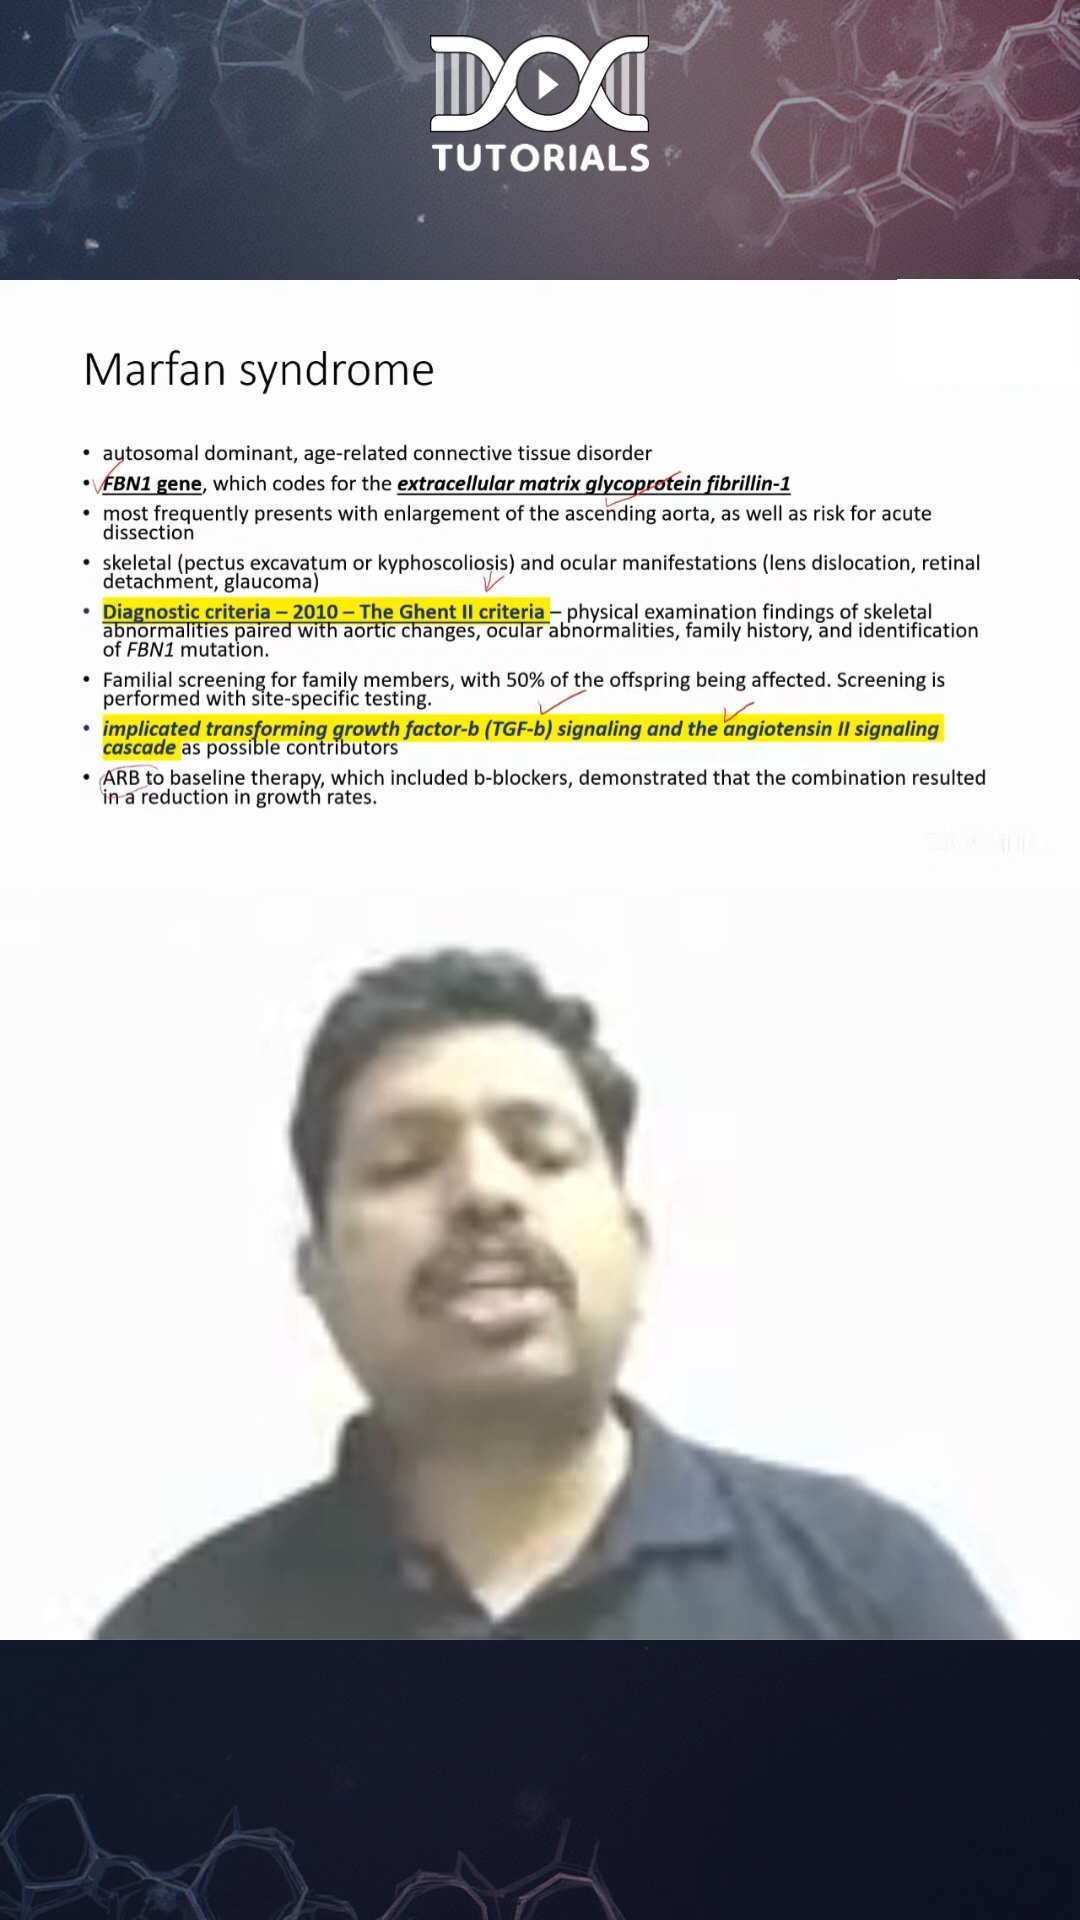 DOC
TUTORIALS
Marfan syndrome
• autosomal dominant, age-related connective tissue disorder
• FBN1 gene, which codes for the extracellular matrix glycoprotein fibrillin-1
• most frequently presents with enlargement of the ascending aorta, as well as risk for acute
dissection
• skeletal (pectus excavatum or kyphoscoliosis) and ocular manifestations (lens dislocation, retinal
detachment, glaucoma)
• Diagnostic criteria – 2010 – The Ghent II criteria – physical examination findings of skeletal
abnormalities paired with aortic changes, ocular abnormalities, family history, and identification
of FBN1 mutation.
• Familial screening for family members, with 50% of the offspring being affected. Screening is
performed with site-specific testing.
• implicated transforming growth factor-b (TGF-b) signaling and the angiotensin II signaling
cascade as possible contributors
• ARB to baseline therapy, which included b-blockers, demonstrated that the combination resulted
in a reduction in growth rates.